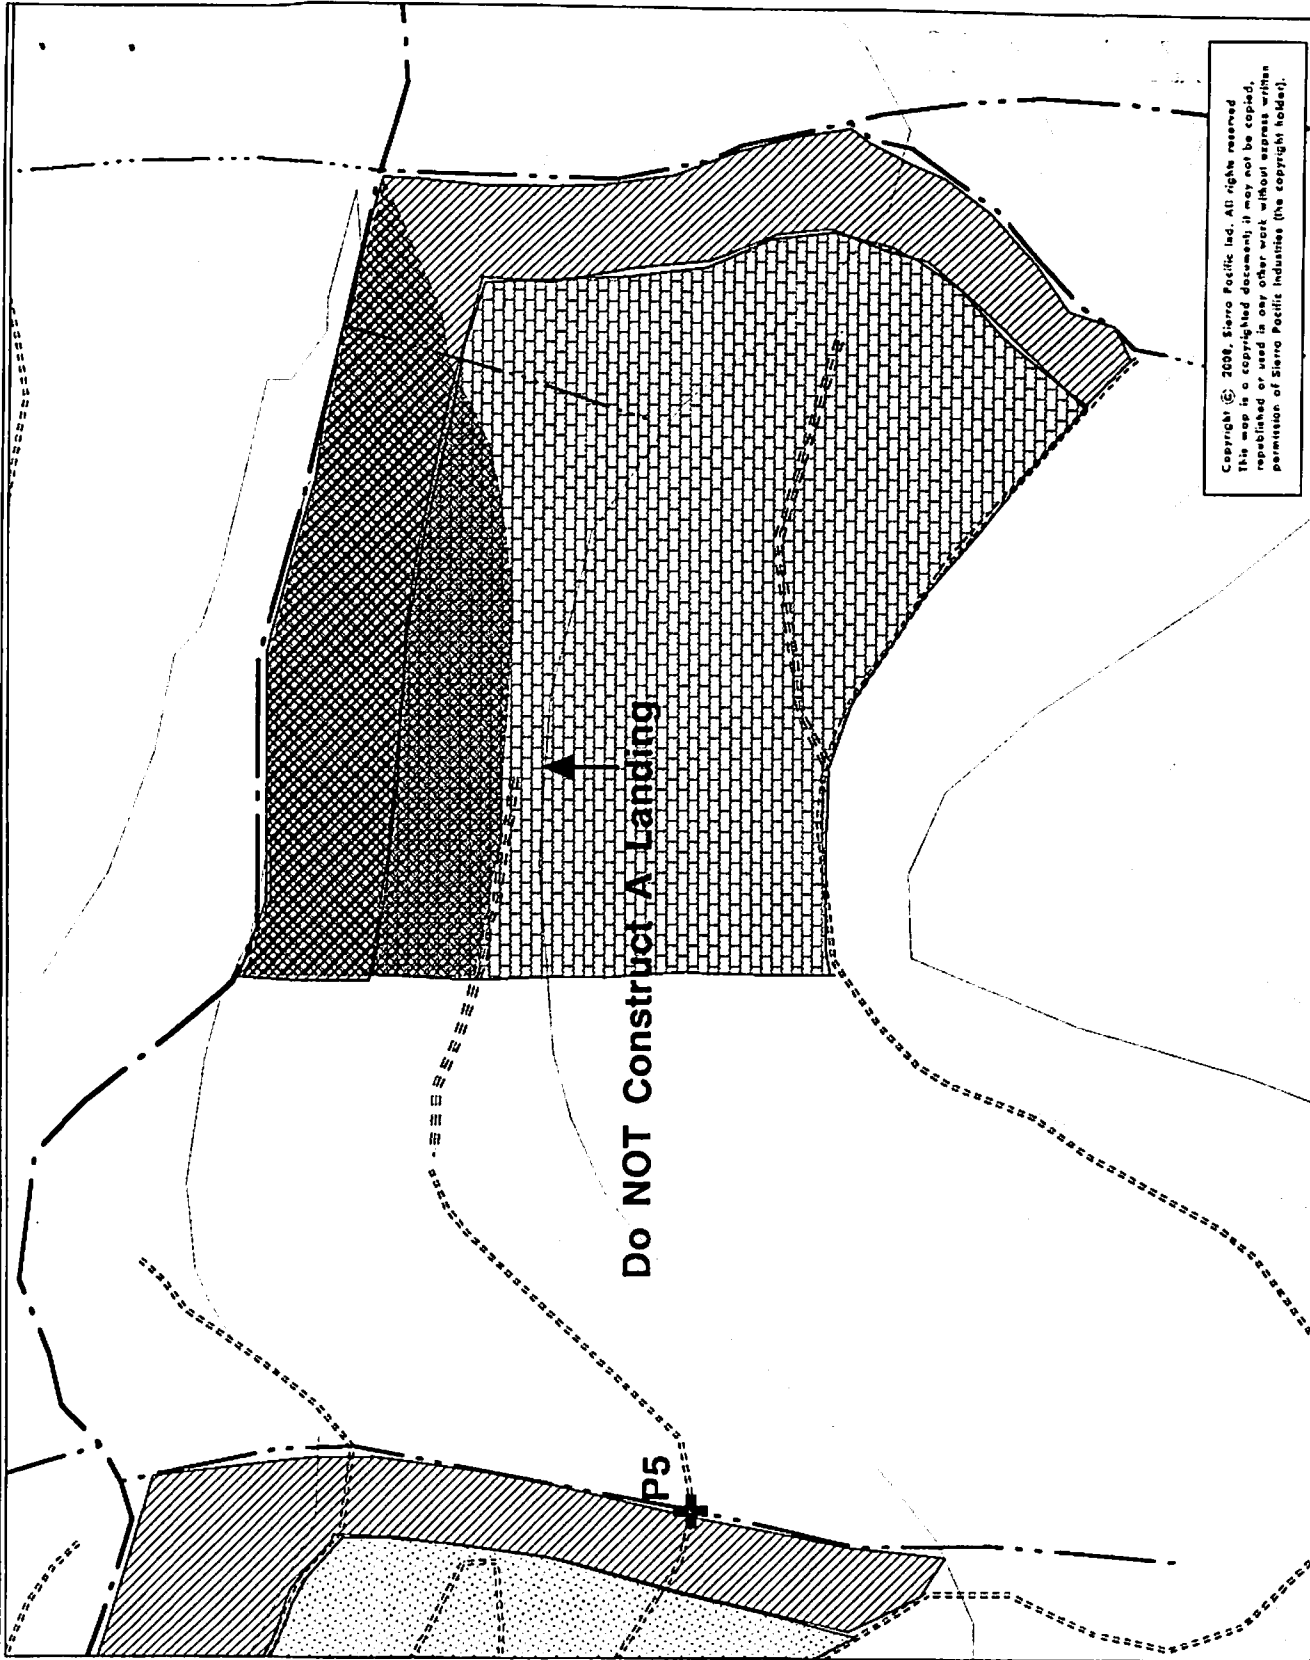 Copyright © 2008, Sierra Pacific Ind. All rights reserved
This map is a copyrighted document; it may not be copied,
republished or used in any other work without express written
permission of Sierra Pacific Industries (the copyright holder).
Do NOT Construct A Landing
P5